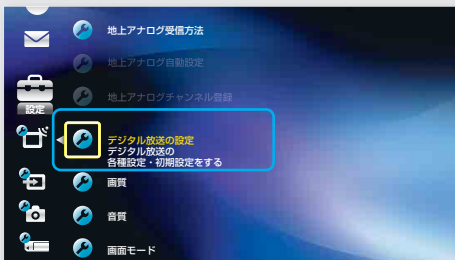 地上アナログ受信方法
地上アナログ自動設定
地上アナログチャンネル登録
設定
デジタル放送の設定
デジタル放送の
各種設定・初期設定をする
画質
音質
画面モード